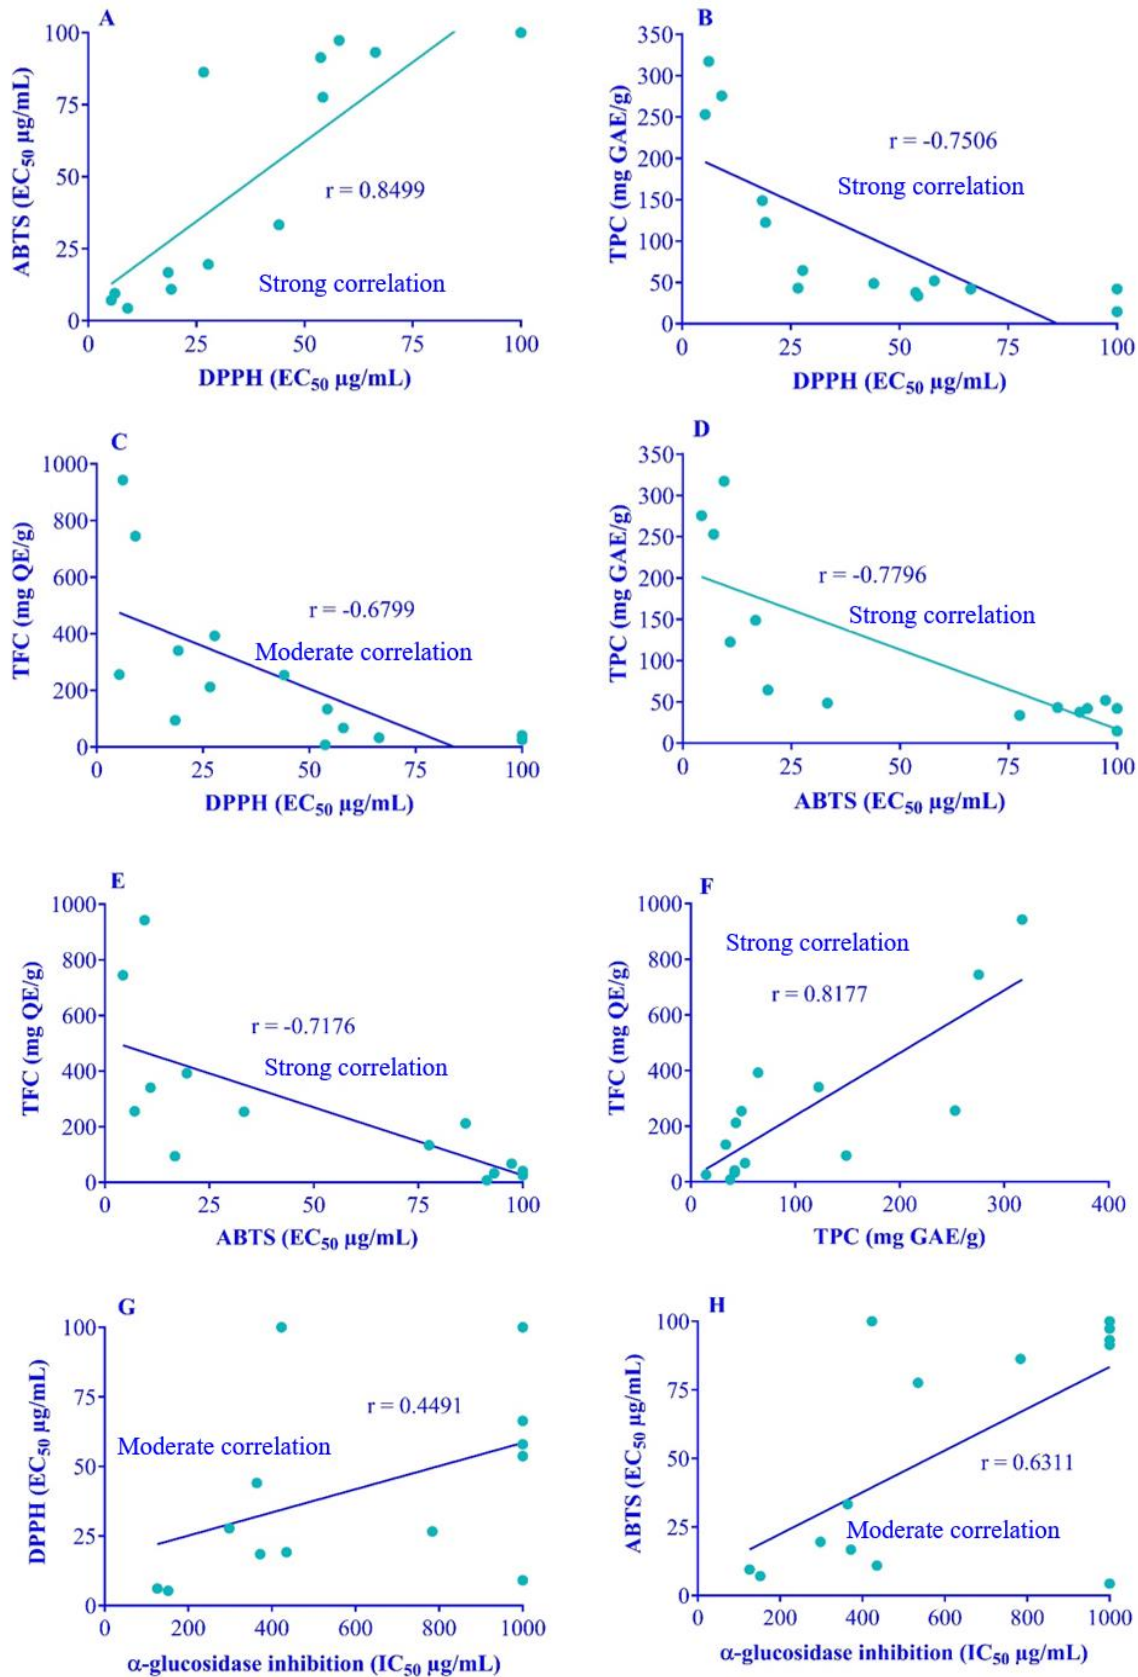 A
ABTS (EC50 µg/mL)
100
75
50
25
0
r = 0.8499
Strong correlation
0 25 50 75 100
DPPH (EC50 µg/mL)
B
TPC (mg GAE/g)
350
300
250
200
150
100
50
0
r = -0.7506
Strong correlation
0 25 50 75 100
DPPH (EC50 µg/mL)
C
TFC (mg QE/g)
1000
800
600
400
200
0
r = -0.6799
Moderate correlation
0 25 50 75 100
DPPH (EC50 µg/mL)
D
TPC (mg GAE/g)
350
300
250
200
150
100
50
0
r = -0.7796
Strong correlation
0 25 50 75 100
ABTS (EC50 µg/mL)
E
TFC (mg QE/g)
1000
800
600
400
200
0
r = -0.7176
Strong correlation
0 25 50 75 100
ABTS (EC50 µg/mL)
F
TFC (mg QE/g)
1000
800
600
400
200
0
Strong correlation
r = 0.8177
0 100 200 300 400
TPC (mg GAE/g)
G
DPPH (EC50 µg/mL)
100
75
50
25
0
r = 0.4491
Moderate correlation
0 200 400 600 800 1000
α-glucosidase inhibition (IC50 µg/mL)
H
ABTS (EC50 µg/mL)
100
75
50
25
0
r = 0.6311
Moderate correlation
0 200 400 600 800 1000
α-glucosidase inhibition (IC50 µg/mL)